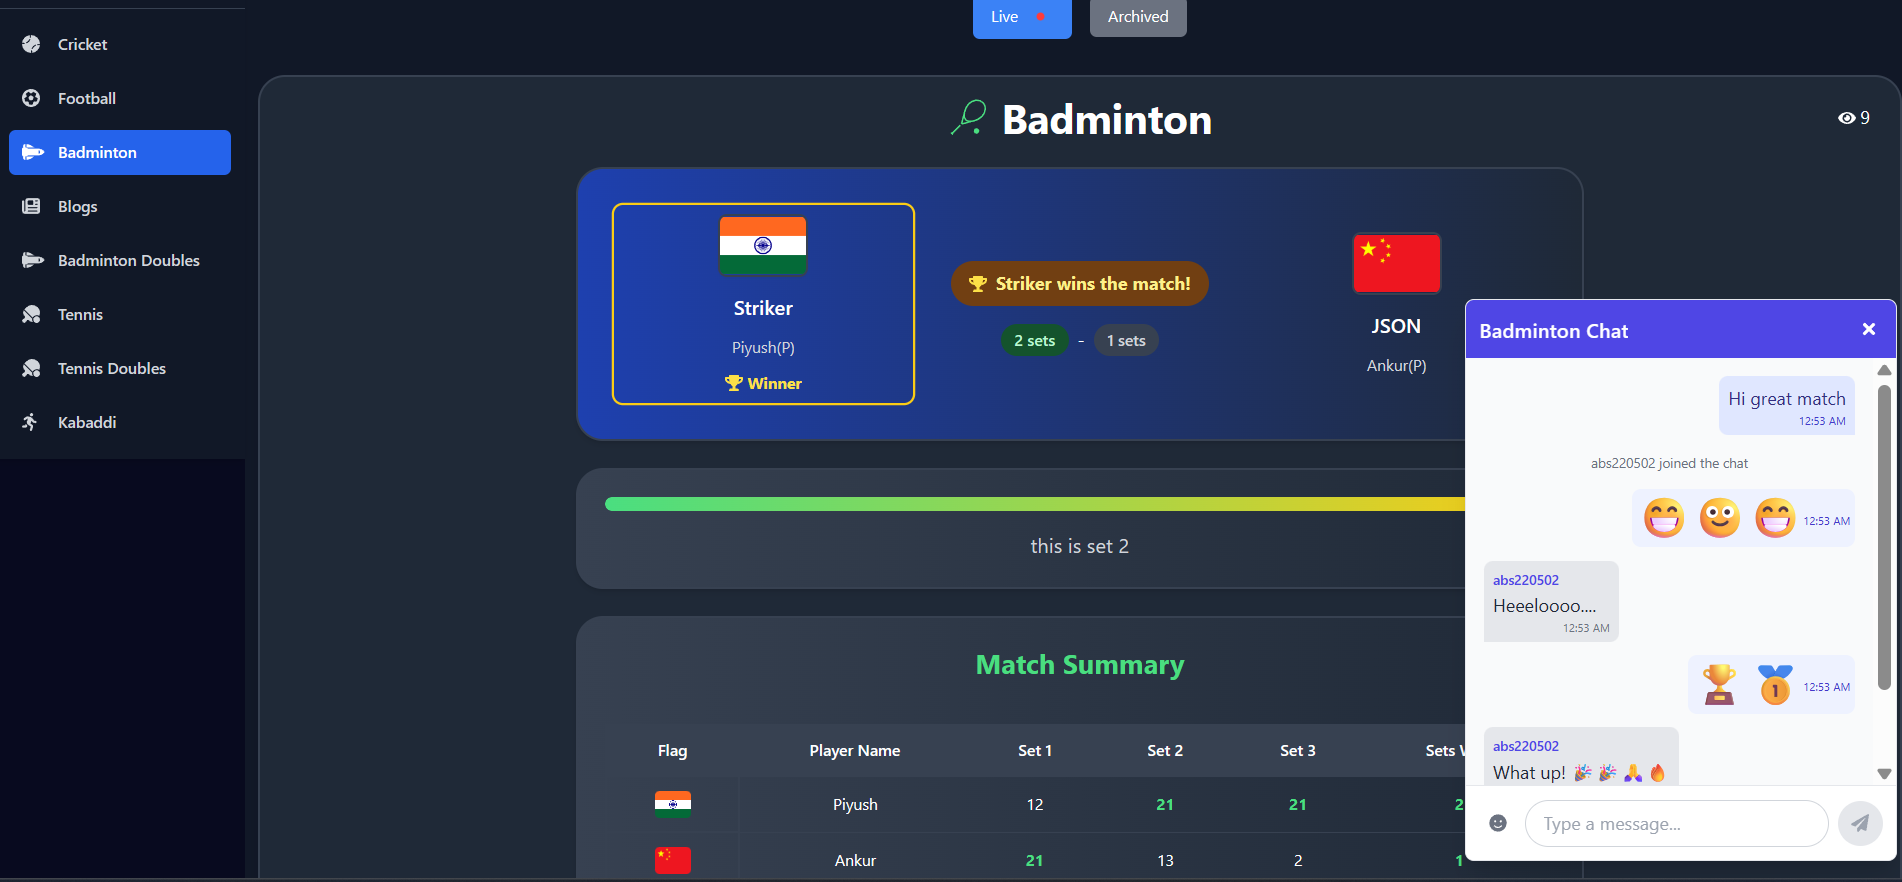 Live
Archived
Cricket
Football
Badminton
Blogs
Badminton Doubles
Tennis
Tennis Doubles
Kabaddi
Badminton
9
Striker
Piyush(P)
Winner
Striker wins the match!
2 sets - 1 sets
JSON
Ankur(P)
this is set 2
Match Summary
Flag Player Name Set 1 Set 2 Set 3 Sets
Piyush 12 21 21 2
Ankur 21 13 2 1
Badminton Chat
Hi great match
12:53 AM
abs220502 joined the chat
12:53 AM
abs220502
Heeeloooo....
12:53 AM
1
12:53 AM
abs220502
What up!
Type a message...